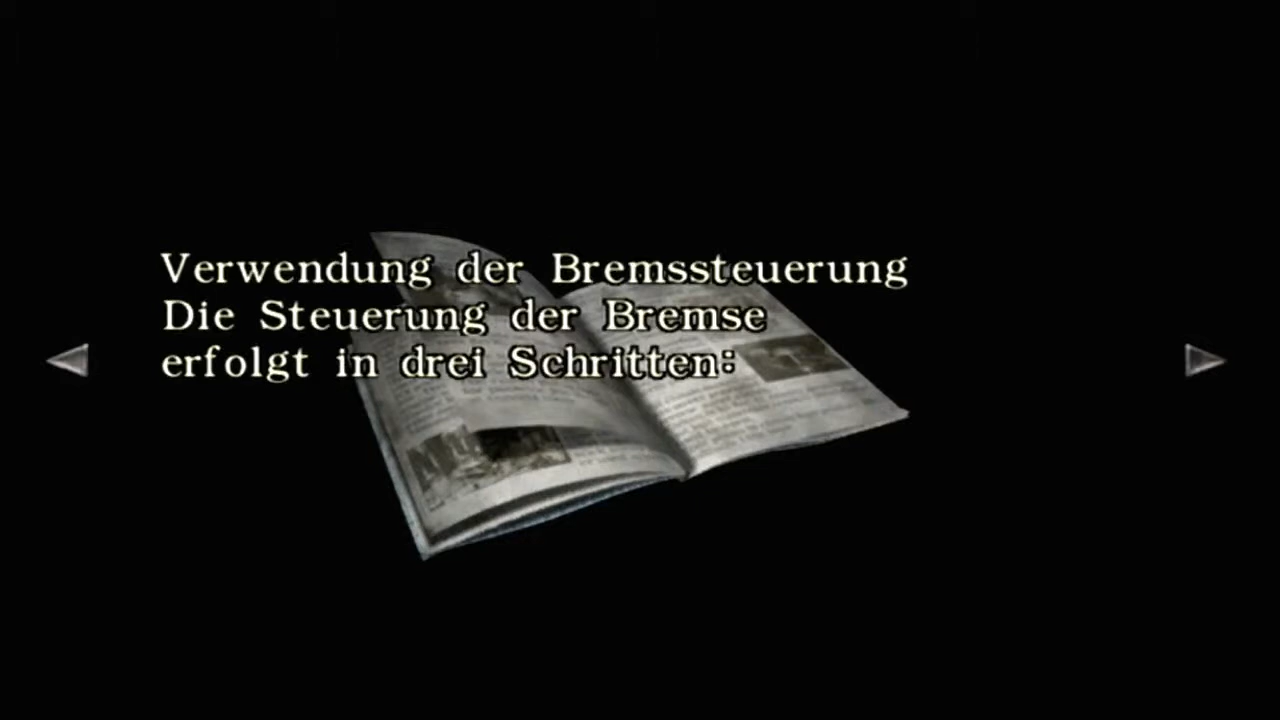 Verwendung der Bremssteuerung
Die Steuerung der Bremse
erfolgt in drei Schritten: